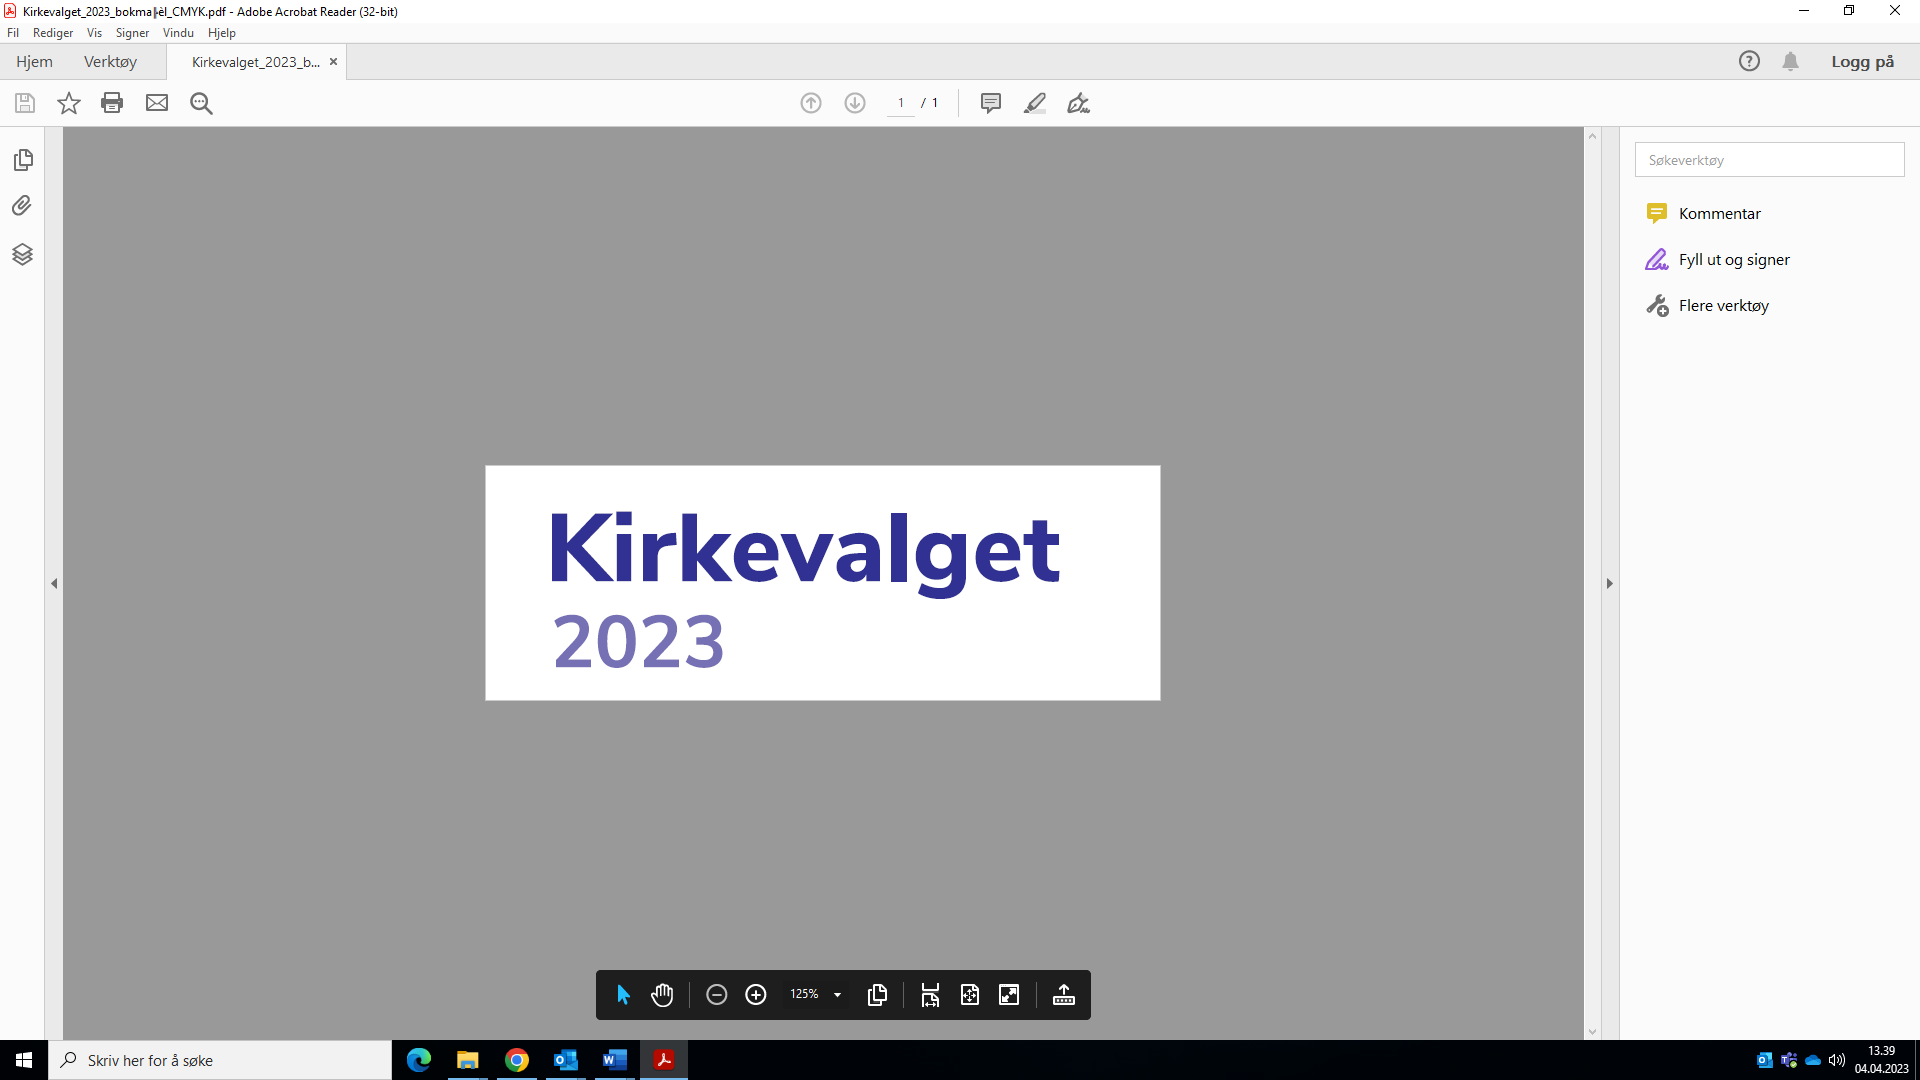 Kirkevalget_2023_bokma╠èl_CMYK.pdf - Adobe Acrobat Reader (32-bit)
Fil Rediger Vis Signer Vindu Hjelp
Hjem Verktøy Kirkevalget_2023_b... Logg på
1 / 1
Søkeverktøy
Kommentar
Fyll ut og signer
Flere verktøy
Kirkevalget
2023
125%
Skriv her for å søke
13.39
04.04.2023